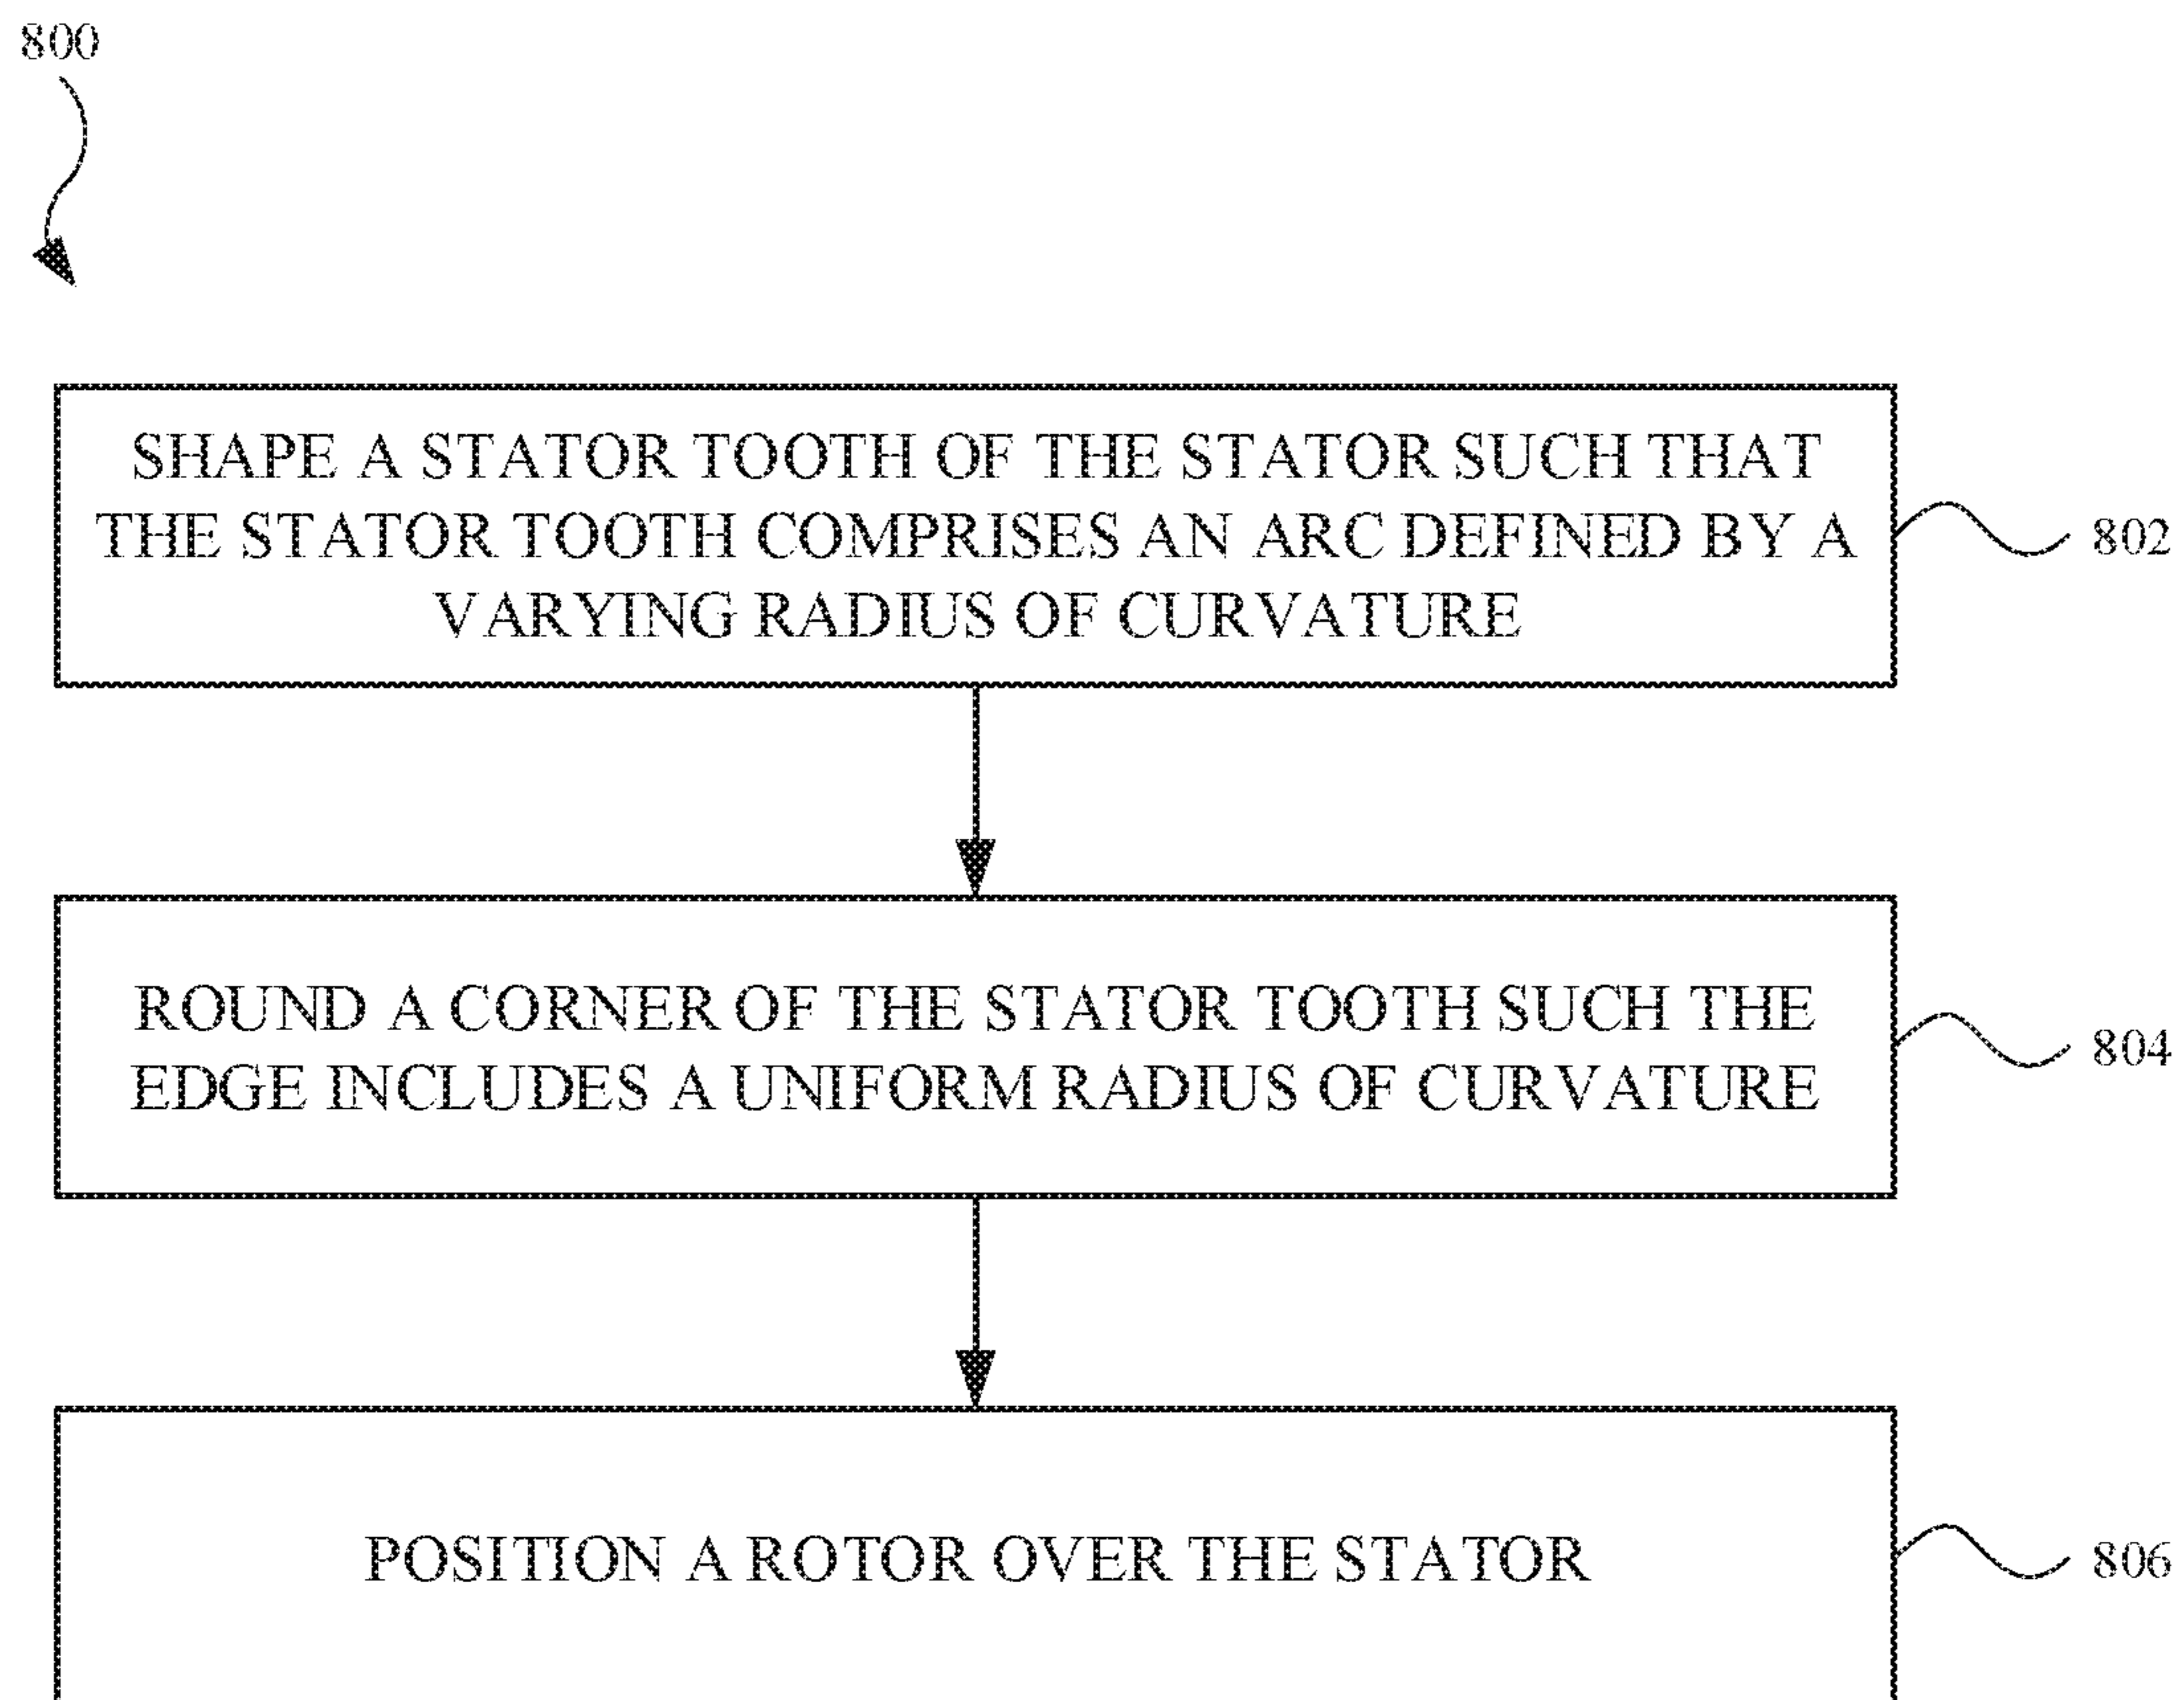 800
SHAPE A STATOR TOOTH OF THE STATOR SUCH THAT
THE STATOR TOOTH COMPRISES AN ARC DEFINED BY A
VARYING RADIUS OF CURVATURE
802
ROUND A CORNER OF THE STATOR TOOTH SUCH THE
EDGE INCLUDES A UNIFORM RADIUS OF CURVATURE
804
POSITION A ROTOR OVER THE STATOR
806